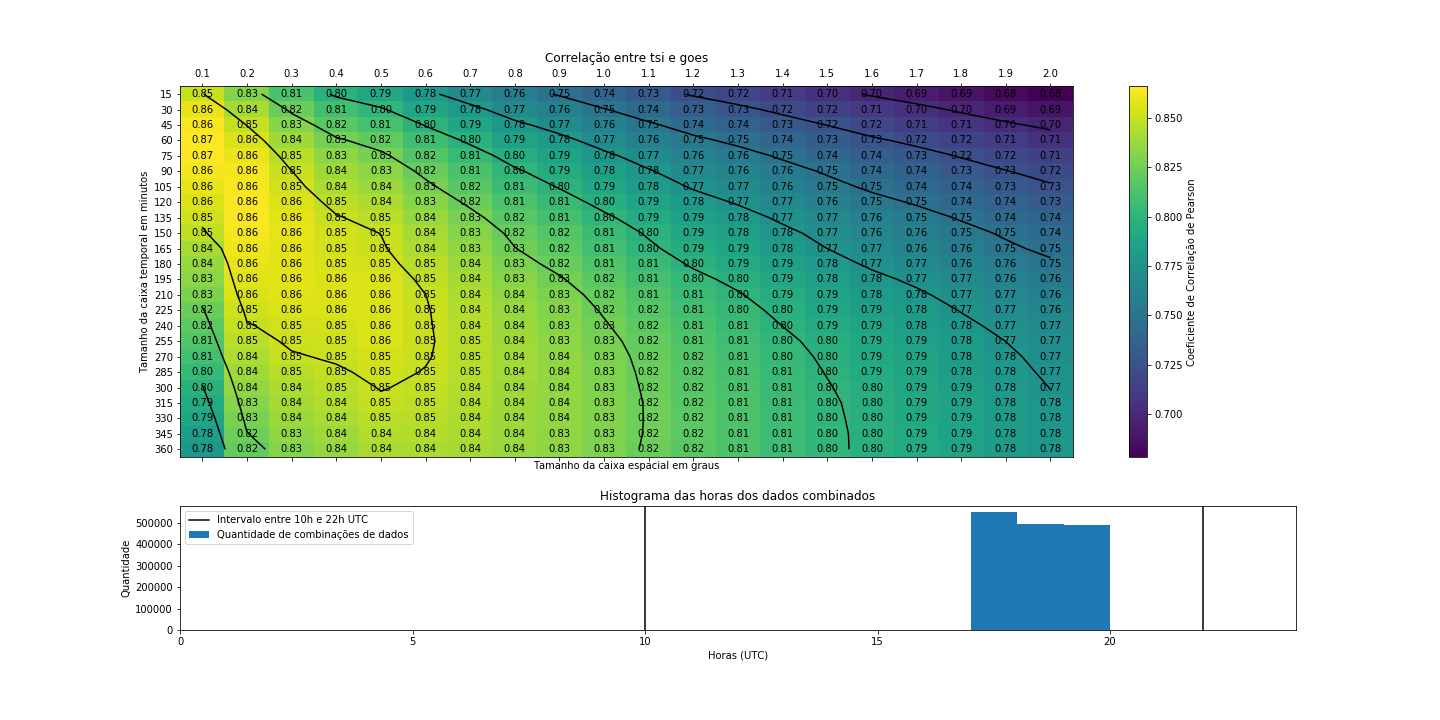 Correlação entre tsi e goes
0.1 0.2 0.3 0.4 0.5 0.6 0.7 0.8 0.9 1.0 1.1 1.2 1.3 1.4 1.5 1.6 1.7 1.8 1.9 2.0
Tamanho da caixa temporal em minutos
15 0.85 0.83 0.81 0.80 0.79 0.78 0.77 0.76 0.75 0.74 0.73 0.72 0.72 0.71 0.70 0.70 0.69 0.69 0.68 0.68
30 0.86 0.84 0.82 0.81 0.80 0.79 0.78 0.77 0.76 0.75 0.74 0.73 0.73 0.72 0.71 0.71 0.70 0.70 0.69 0.69
45 0.86 0.85 0.83 0.82 0.81 0.80 0.79 0.78 0.77 0.76 0.75 0.74 0.74 0.73 0.72 0.72 0.71 0.71 0.70 0.70
60 0.87 0.86 0.84 0.83 0.82 0.81 0.80 0.79 0.78 0.77 0.76 0.75 0.75 0.74 0.73 0.73 0.72 0.72 0.71 0.71
75 0.87 0.86 0.85 0.83 0.83 0.82 0.81 0.80 0.79 0.78 0.77 0.76 0.76 0.75 0.74 0.74 0.73 0.72 0.72 0.71
90 0.86 0.86 0.85 0.84 0.83 0.82 0.81 0.80 0.79 0.78 0.78 0.77 0.76 0.76 0.75 0.74 0.74 0.73 0.73 0.72
105 0.86 0.86 0.85 0.84 0.84 0.83 0.82 0.81 0.80 0.79 0.78 0.77 0.77 0.76 0.75 0.75 0.74 0.74 0.73 0.73
120 0.86 0.86 0.86 0.85 0.84 0.83 0.82 0.81 0.81 0.80 0.79 0.78 0.77 0.77 0.76 0.75 0.75 0.74 0.74 0.73
135 0.85 0.86 0.86 0.85 0.85 0.84 0.83 0.82 0.81 0.80 0.79 0.79 0.78 0.77 0.77 0.76 0.75 0.75 0.74 0.74
150 0.85 0.86 0.86 0.85 0.85 0.84 0.83 0.82 0.82 0.81 0.80 0.79 0.78 0.78 0.77 0.76 0.76 0.75 0.75 0.74
165 0.84 0.86 0.86 0.85 0.85 0.84 0.83 0.83 0.82 0.81 0.80 0.79 0.79 0.78 0.77 0.77 0.76 0.76 0.75 0.75
180 0.84 0.86 0.86 0.85 0.85 0.84 0.84 0.83 0.82 0.81 0.81 0.80 0.79 0.79 0.78 0.77 0.77 0.76 0.76 0.75
195 0.83 0.86 0.86 0.86 0.85 0.85 0.84 0.83 0.83 0.82 0.81 0.80 0.80 0.79 0.78 0.78 0.77 0.77 0.76 0.76
210 0.83 0.86 0.86 0.86 0.86 0.85 0.84 0.84 0.83 0.82 0.81 0.81 0.80 0.79 0.79 0.78 0.78 0.77 0.77 0.76
225 0.82 0.85 0.86 0.86 0.86 0.85 0.84 0.84 0.83 0.82 0.82 0.81 0.80 0.80 0.79 0.79 0.78 0.77 0.77 0.76
240 0.82 0.85 0.85 0.85 0.86 0.85 0.84 0.84 0.83 0.83 0.82 0.81 0.81 0.80 0.79 0.79 0.78 0.78 0.77 0.77
255 0.81 0.84 0.85 0.85 0.86 0.85 0.84 0.84 0.83 0.83 0.82 0.81 0.81 0.80 0.80 0.79 0.79 0.78 0.77 0.77
270 0.81 0.84 0.85 0.85 0.85 0.85 0.84 0.84 0.84 0.83 0.82 0.82 0.81 0.80 0.80 0.79 0.79 0.78 0.78 0.77
285 0.80 0.84 0.84 0.85 0.85 0.85 0.84 0.84 0.84 0.83 0.82 0.82 0.81 0.81 0.80 0.79 0.79 0.78 0.78 0.77
300 0.80 0.84 0.84 0.85 0.85 0.85 0.84 0.84 0.84 0.83 0.82 0.82 0.81 0.81 0.80 0.80 0.79 0.79 0.78 0.77
315 0.79 0.83 0.84 0.84 0.85 0.85 0.84 0.84 0.84 0.83 0.82 0.82 0.81 0.81 0.80 0.80 0.79 0.79 0.78 0.78
330 0.79 0.83 0.84 0.84 0.85 0.85 0.84 0.84 0.84 0.83 0.82 0.82 0.81 0.81 0.80 0.80 0.79 0.79 0.78 0.78
345 0.78 0.82 0.83 0.84 0.84 0.84 0.84 0.84 0.83 0.83 0.82 0.82 0.81 0.81 0.80 0.80 0.79 0.79 0.78 0.78
360 0.78 0.82 0.83 0.84 0.84 0.84 0.84 0.84 0.83 0.83 0.82 0.82 0.81 0.81 0.80 0.80 0.79 0.79 0.78 0.78
Tamanho da caixa espacial em graus
0.850
0.825
0.800
0.775
0.750
0.725
0.700
Coeficiente de Correlação de Pearson
Histograma das horas dos dados combinados
Intervalo entre 10h e 22h UTC
Quantidade de combinações de dados
Quantidade
500000
400000
300000
200000
100000
0
0 5 10 15 20
Horas (UTC)